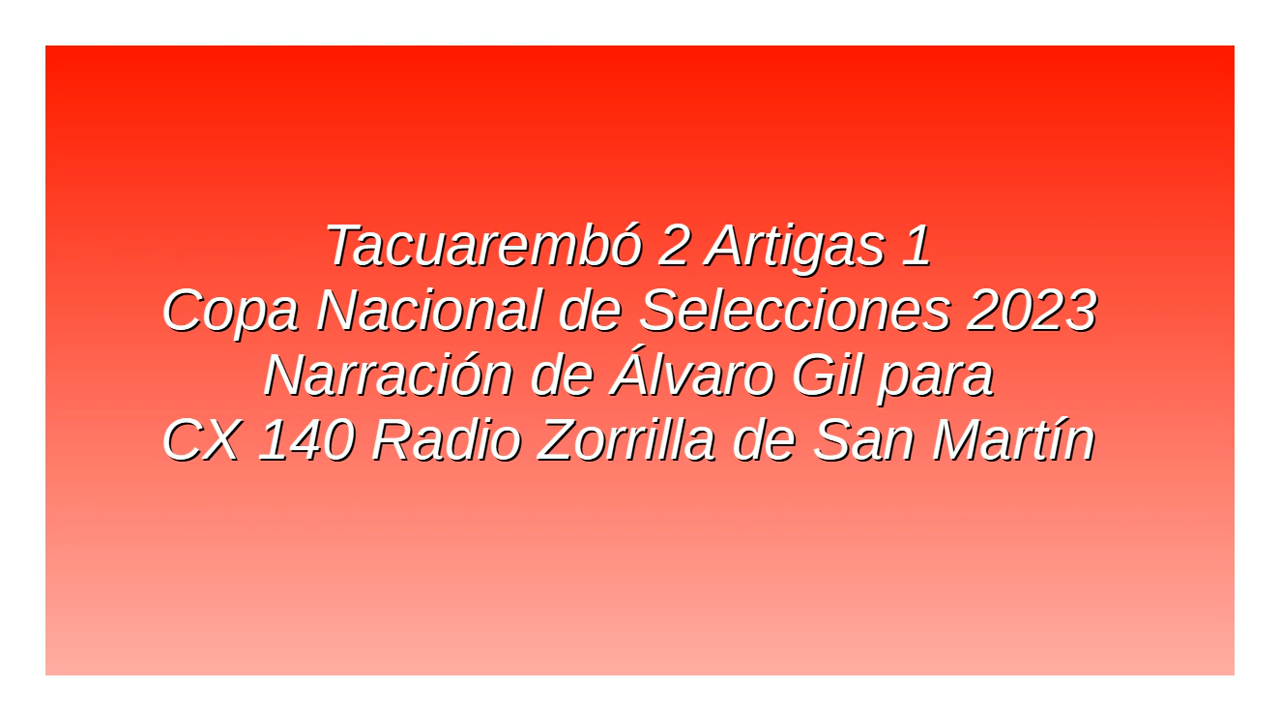 Tacuarembó 2 Artigas 1
Copa Nacional de Selecciones 2023
Narración de Álvaro Gil para
CX 140 Radio Zorrilla de San Martín